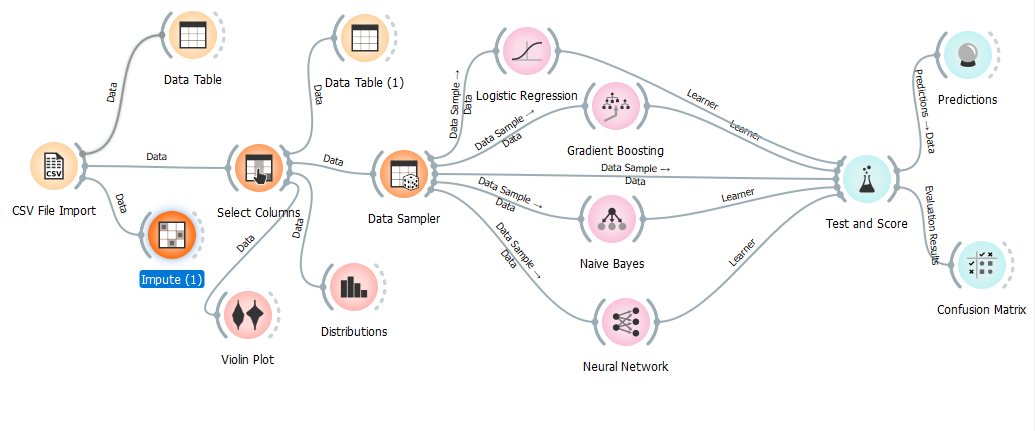 Data Table
Data Table (1)
Data
Data
Logistic Regression
Data Sample →
Data
Learner
Learner
Predictions
Predictions → Data
Gradient Boosting
Data Sample →
Data
CSV
CSV File Import
Data
Select Columns
Data
Data Sampler
Data Sample →
Data
Test and Score
Data
Impute (1)
Data
Data
Data Sample →
Data
Naive Bayes
Learner
Evaluation Results
Confusion Matrix
Violin Plot
Distributions
Data Sample →
Data
Neural Network
Learner